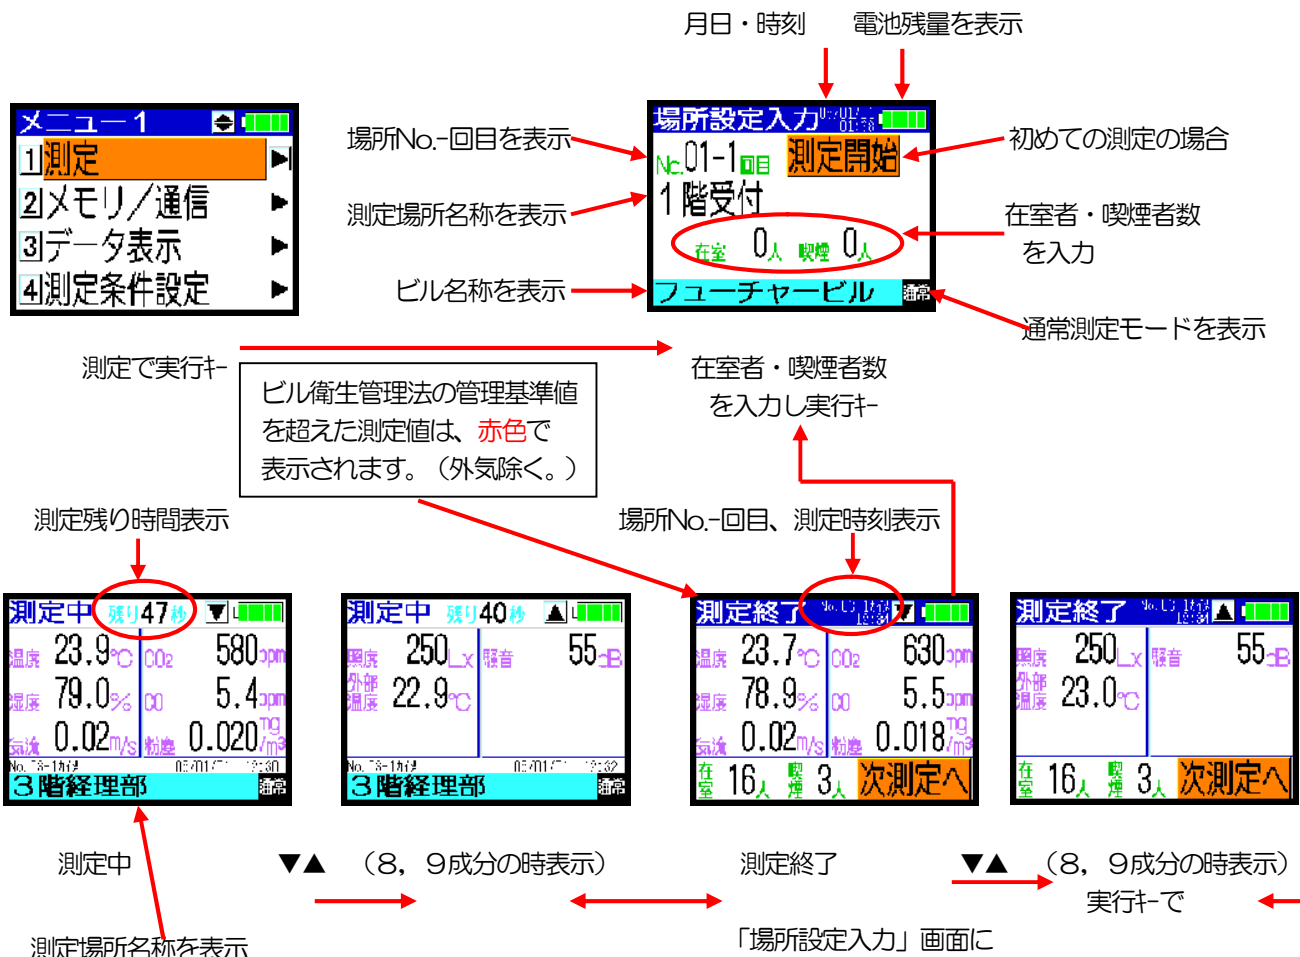 月日・時刻
電池残量を表示
メニュー1
1 測定
2 メモリ／通信
3 データ表示
4 測定条件設定
場所No.-回目を表示
測定場所名称を表示
ビル名称を表示
場所設定入力
No.01-1回目 測定開始
1階受付
在室 0人 喫煙 0人
フューチャービル 通常
初めての測定の場合
在室者・喫煙者数
を入力
通常測定モードを表示
測定で実行ｷｰ
ビル衛生管理法の管理基準値
を超えた測定値は、赤色で
表示されます。（外気除く。）
在室者・喫煙者数
を入力し実行ｷｰ
測定残り時間表示
場所No.-回目、測定時刻表示
測定中 残り47秒 ▼
温度 23.9℃ CO2 580ppm
湿度 79.0% CO 5.4ppm
気流 0.02m/s 粉塵 0.020mg/m3
3階経理部 通常
測定中 残り40秒 ▲
照度 250Lx 騒音 55dB
外部温度 22.9℃
3階経理部 通常
測定終了 ▼
温度 23.7℃ CO2 630ppm
湿度 78.9% CO 5.5ppm
気流 0.02m/s 粉塵 0.018mg/m3
在室 16人 喫煙 3人 次測定へ
測定終了 ▲
照度 250Lx 騒音 55dB
外部温度 23.0℃
在室 16人 喫煙 3人 次測定へ
測定中
▼▲ （8，9成分の時表示）
測定終了
▼▲ （8，9成分の時表示）
実行ｷｰで
「場所設定入力」画面に
測定場所名称を表示